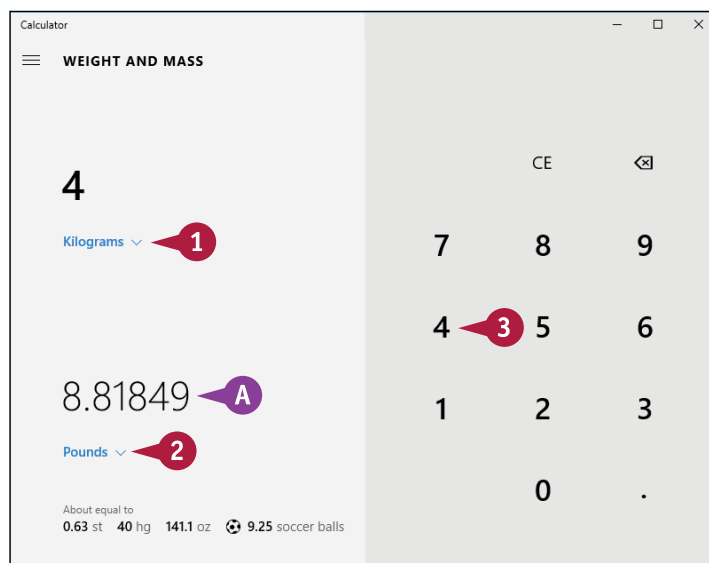 Calculator
WEIGHT AND MASS
4
Kilograms
1
8.81849
A
Pounds
2
About equal to
0.63 st 40 hg 141.1 oz 9.25 soccer balls
CE
7 8 9
4 3 5 6
1 2 3
0 .